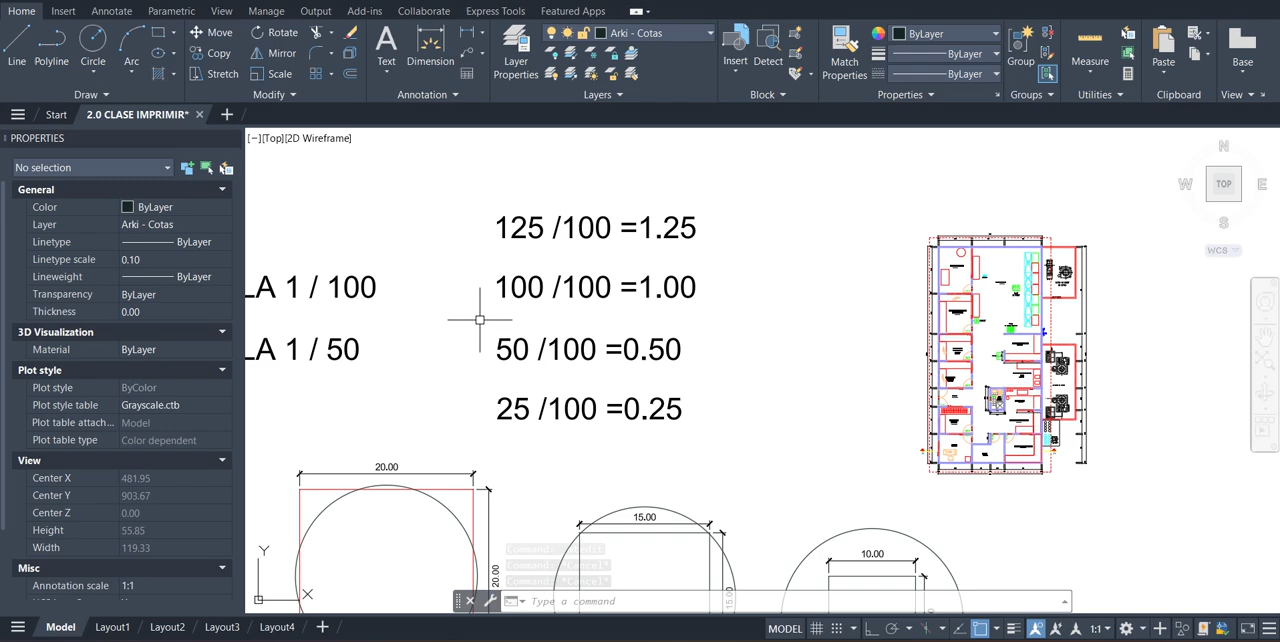 Home Insert Annotate Parametric View Manage Output Add-ins Collaborate Express Tools Featured Apps
Line Polyline Circle Arc
Move Rotate
Copy Mirror
Stretch Scale
Text Dimension
Layer Properties
Arki - Cotas
Insert Detect
Match Properties
ByLayer
ByLayer
ByLayer
Group
Measure
Paste
Base
Draw Modify Annotation Layers Block Properties Groups Utilities Clipboard View
Start 2.0 CLASE IMPRIMIR*
PROPERTIES
No selection
General
Color ByLayer
Layer Arki - Cotas
Linetype ByLayer
Linetype scale 0.10
Lineweight ByLayer
Transparency ByLayer
Thickness 0.00
3D Visualization
Material ByLayer
Plot style
Plot style ByColor
Plot style table Grayscale.ctb
Plot table attach... Model
Plot table type Color dependent
View
Center X 481.95
Center Y 903.67
Center Z 0.00
Height 55.85
Width 119.33
Misc
Annotation scale 1:1
[−][Top][2D Wireframe]
N
W TOP E
S
WCS
125 /100 =1.25
LA 1 / 100 100 /100 =1.00
LA 1 / 50 50 /100 =0.50
25 /100 =0.25
20.00
20.00
15.00
15.00
10.00
Y
X
Command: *Cancel*
Command: *Cancel*
Type a command
Model Layout1 Layout2 Layout3 Layout4
MODEL 1:1